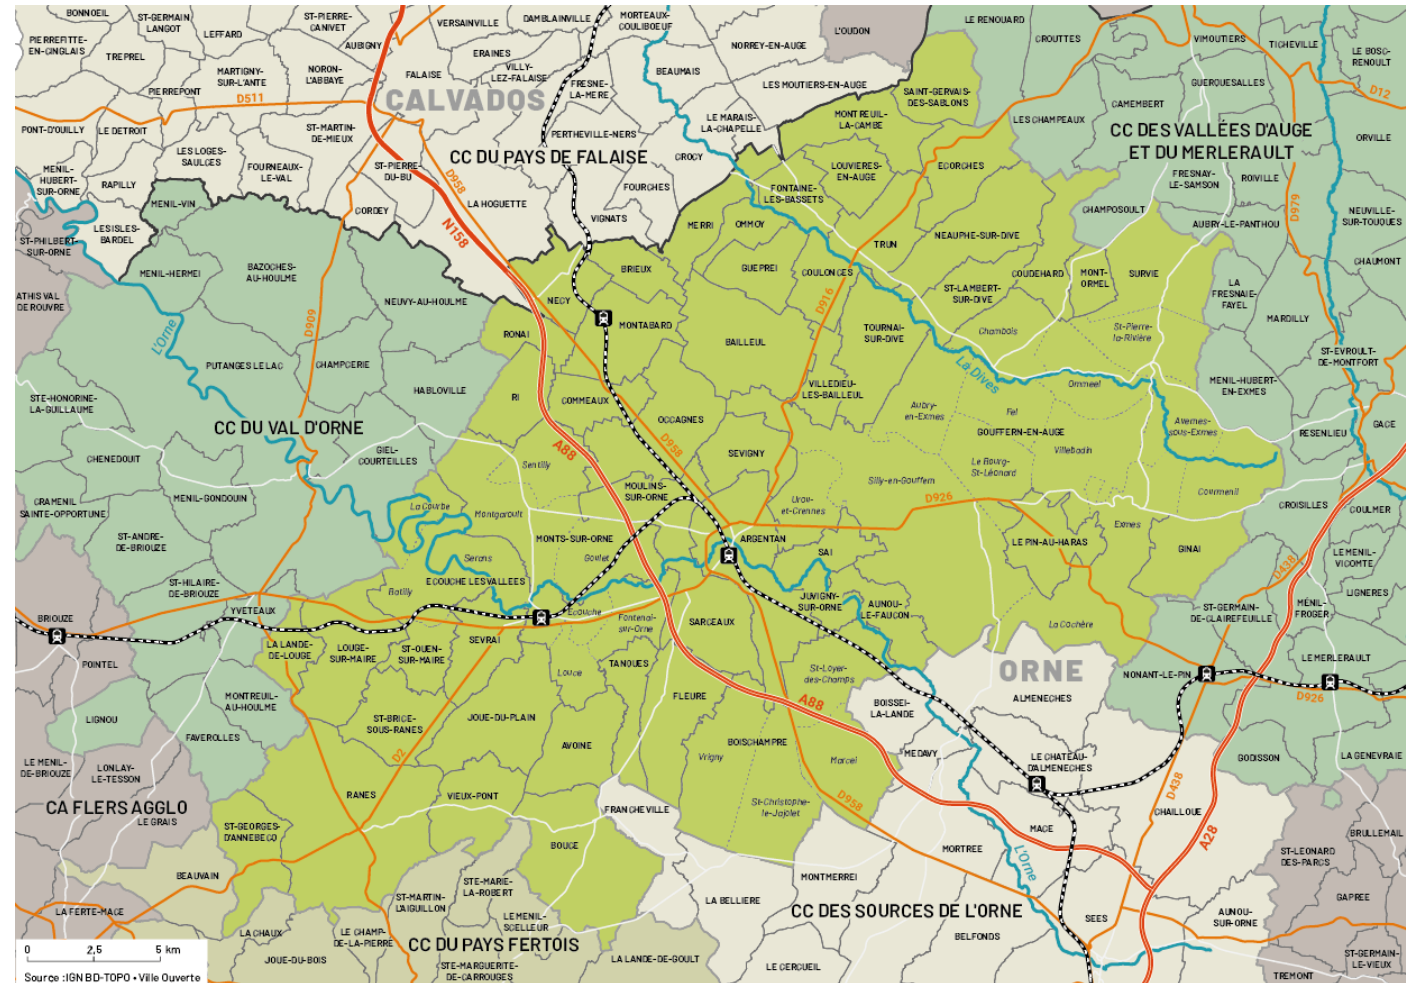 BONNOEIL
ST-GERMAIN
LANGOT
LEFFARD
ST-PIERRE-
CANIVET
AUBIGNY
VERSAINVILLE
DAMBLAINVILLE
MORTEAUX-
COULIBOEUF
NORREY-EN-AUGE
L'OUDON
LE RENOUARD
CROUTTES
VIMOUTIERS
TICHEVILLE
LE BOSC-
RENOULT
PIERREFITTE-
EN-CINGLAIS
TREPREL
MARTIGNY-
SUR-L'ANTE
NORON-
L'ABBAYE
FALAISE
ERAINES
VILLY-
LEZ-FALAISE
FRESNE-
LA-MERE
BEAUMAIS
LES MOUTIERS-EN-AUGE
SAINT-GERVAIS-
DES-SABLONS
GUERQUESALLES
D12
PIERREPONT
D511
CALVADOS
CAMEMBERT
LES CHAMPEAUX
MONTREUIL-
LA-CAMBE
LE MARAIS-
LA-CHAPELLE
PONT-D'OUILLY
LE DETROIT
ST-MARTIN-
DE-MIEUX
PERTHEVILLE-NERS
CC DES VALLÉES D'AUGE
ET DU MERLERAULT
ORVILLE
LES LOGES-
SAULCES
FOURNEAUX-
LE-VAL
ST-PIERRE-
DU-BU
CC DU PAYS DE FALAISE
CROCY
LOUVIERES-
EN-AUGE
ECORCHES
FRESNAY-
LE-SAMSON
ROIVILLE
MENIL-
HUBERT-
SUR-ORNE
RAPILLY
D958
FOURCHES
FONTAINE-
LES-BASSETS
D979
MENIL-VIN
CORDEY
LA HOGUETTE
VIGNATS
MERRI
OMMOY
CHAMPOSOULT
AUBRY-LE-PANTHOU
NEUVILLE-
SUR-TOUQUES
LES ISLES-
BARDEL
ST-PHILBERT-
SUR-ORNE
N158
TRUN
NEAUPHE-SUR-DIVE
CHAUMONT
MENIL-HERMEI
BAZOCHES-
AU-HOULME
BRIEUX
GUEPREI
COULONCES
COUDEHARD
MONT-
ORMEL
SURVIE
LA
FRESNAIE-
FAYEL
ATHIS VAL
DE ROUVRE
NEUVY-AU-HOULME
NECY
D916
ST-LAMBERT-
SUR-DIVE
MARDILLY
L'Orne
D909
RONAI
MONTABARD
BAILLEUL
TOURNAI-
SUR-DIVE
Chambois
St-Pierre-
la-Rivière
ST-EVROULT-
DE-MONTFORT
PUTANGES LE LAC
CHAMPCERIE
HABLOVILLE
La Dives
Ommeel
MENIL-HUBERT-
EN-EXMES
STE-HONORINE-
LA-GUILLAUME
RI
COMMEAUX
VILLEDIEU-
LES-BAILLEUL
Aubry-
en-Exmes
Fel
CC DU VAL D'ORNE
OCCAGNES
GOUFFERN-EN-AUGE
Avernes-
sous-Exmes
RESENLIEU
GACE
CHENEDOUIT
GIEL-
COURTEILLES
A88
D958
SEVIGNY
Le Bourg-
St-Léonard
Villebadin
Sentilly
Silly-en-Gouffern
MENIL-GONDOUIN
MOULINS-
SUR-ORNE
Urou-
et-Crennes
D926
Courmenil
CRAMENIL
SAINTE-OPPORTUNE
La Courbe
Montgaroult
CROISILLES
COULMER
ST-ANDRE-
DE-BRIOUZE
MONTS-SUR-ORNE
ARGENTAN
LE PIN-AU-HARAS
Exmes
GINAI
Serans
Goulet
SAI
LE MENIL-
VICOMTE
ST-HILAIRE-
DE-BRIOUZE
Batilly
ECOUCHE LES VALLEES
JUVIGNY-
SUR-ORNE
AUNOU-
LE-FAUCON
D438
LIGNERES
YVETEAUX
Ecouche
Fontenai-
sur-Orne
SARCEAUX
La Cochère
ST-GERMAIN-
DE-CLAIREFEUILLE
MÉNIL-
FROGER
BRIOUZE
LA LANDE-
DE-LOUGE
LOUGE-
SUR-MAIRE
ST-OUEN-
SUR-MAIRE
SEVRAI
LE MERLERAULT
POINTEL
Loucé
TANQUES
St-Loyer-
des-Champs
ORNE
NONANT-LE-PIN
D926
MONTREUIL-
AU-HOULME
FLEURE
A88
BOISSEI-
LA-LANDE
ALMENECHES
LIGNOU
FAVEROLLES
ST-BRICE-
SOUS-RANES
JOUE-DU-PLAIN
AVOINE
BOISCHAMPRE
Vrigny
Marcei
MEDAVY
LE CHATEAU-
D'ALMENECHES
GODISSON
LA GENEVRAIE
LE MENIL-
DE-BRIOUZE
LONLAY-
LE-TESSON
D2
D438
CA FLERS AGGLO
LE GRAIS
RANES
VIEUX-PONT
FRANCHEVILLE
St-Christophe-
le-Jajolet
D958
CHAILLOUE
ST-GEORGES-
D'ANNEBECQ
MACE
A28
BRULLEMAIL
BOUCE
MORTREE
L'Orne
ST-LEONARD
DES-PARCS
BEAUVAIN
ST-MARTIN-
L'AIGUILLON
STE-MARIE-
LA-ROBERT
MONTMERREI
GAPREE
LA FERTE-MACE
LA BELLIERE
CC DES SOURCES DE L'ORNE
SEES
AUNOU-
SUR-ORNE
LA CHAUX
LE CHAMP-
DE-LA-PIERRE
LE MENIL-
SCELLEUR
CC DU PAYS FERTOIS
BELFONDS
JOUE-DU-BOIS
STE-MARGUERITE-
DE-CARROUGES
LA LANDE-DE-GOULT
LE CERCUEIL
TREMONT
ST-GERMAIN-
LE-VIEUX
0 2,5 5 km
Source : IGN BD-TOPO • Ville Ouverte